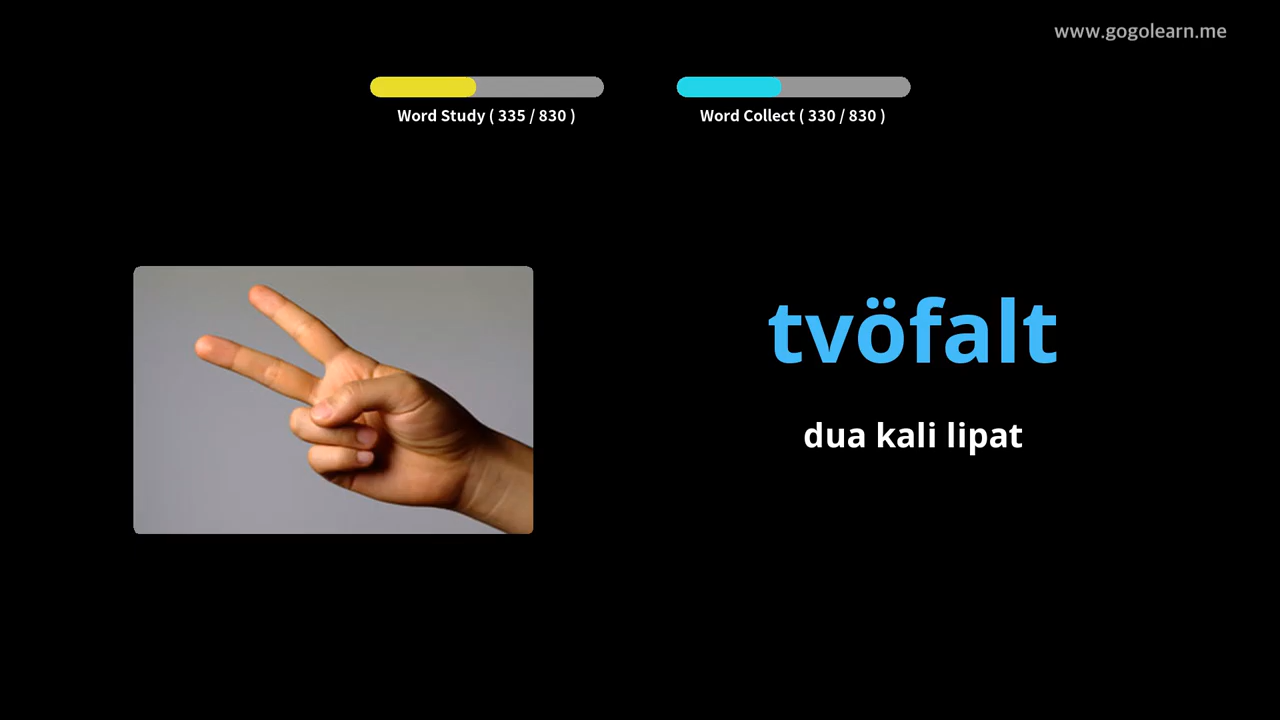 www.gogolearn.me
Word Study ( 335 / 830 )
Word Collect ( 330 / 830 )
tvöfalt
dua kali lipat